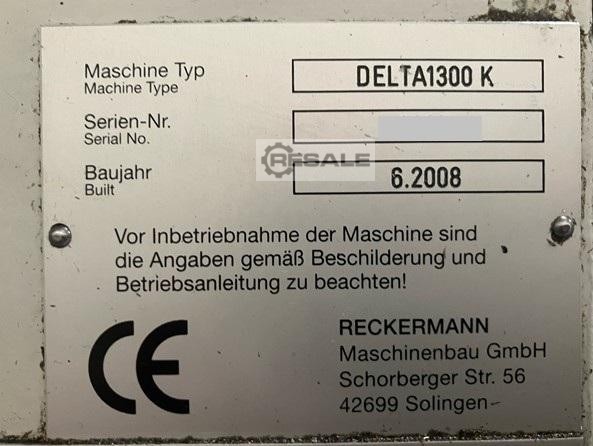 Maschine Typ
Machine Type
DELTA1300 K
Serien-Nr.
Serial No.
RESALE
Baujahr
Built
6.2008
Vor Inbetriebnahme der Maschine sind
die Angaben gemäß Beschilderung und
Betriebsanleitung zu beachten!
CE
RECKERMANN
Maschinenbau GmbH
Schorberger Str. 56
42699 Solingen